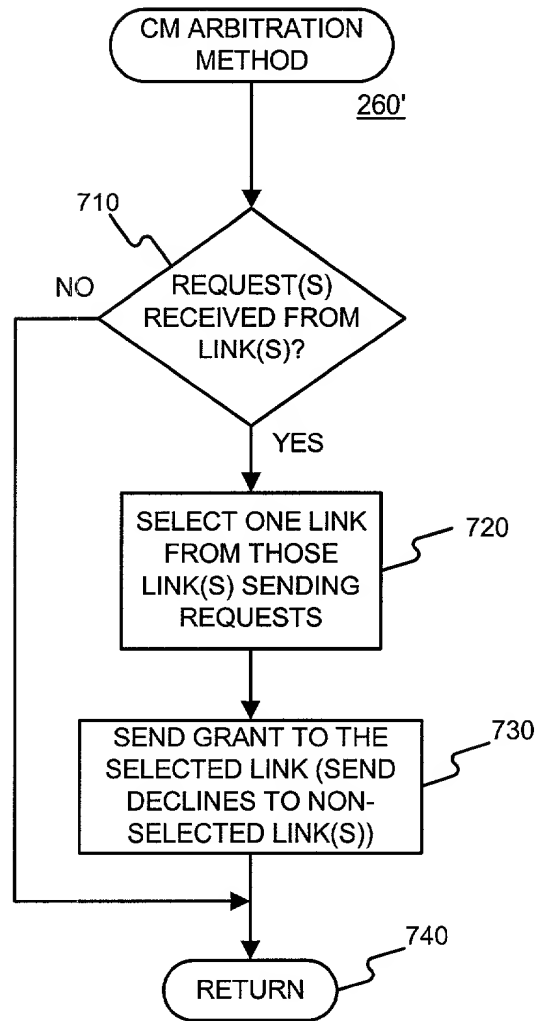 CM ARBITRATION
METHOD
260'
710
NO
REQUEST(S)
RECEIVED FROM
LINK(S)?
YES
SELECT ONE LINK
FROM THOSE
LINK(S) SENDING
REQUESTS
720
SEND GRANT TO THE
SELECTED LINK (SEND
DECLINES TO NON-
SELECTED LINK(S))
730
740
RETURN